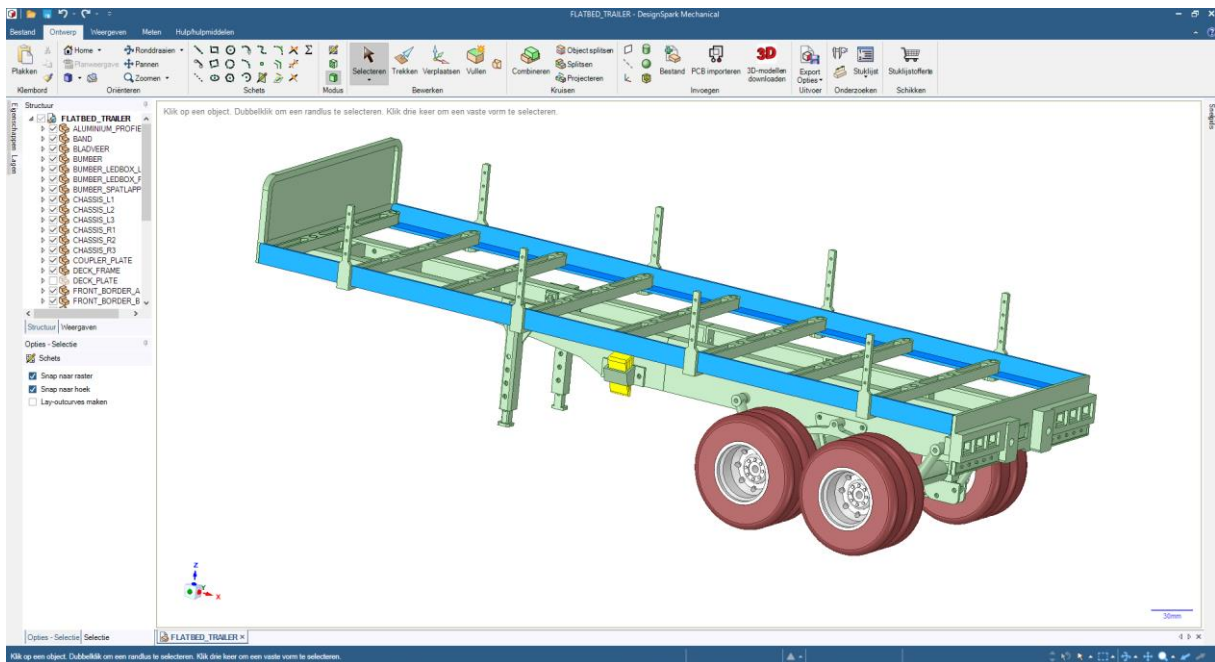 FLATBED_TRAILER - DesignSpark Mechanical
Bestand Ontwerp Weergeven Meten Hulp/hulpmiddelen
Plakken
Klembord
Home
Planweergave
Ronddraaien
Pannen
Zoomen
Oriënteren
Schets
Modus
Selecteren Trekken Verplaatsen Vullen
Bewerken
Combineren
Object splitsen
Splitsen
Projecteren
Kruisen
Bestand PCB importeren 3D-modellen downloaden
3D
Invoegen
Export Opties
Uitvoer
Stuklijst
Onderzoeken
Stuklijstofferte
Schikken
Eigenschappen Lagen
Structuur
FLATBED_TRAILER
ALUMINIUM_PROFIE
BAND
BLADVEER
BUMBER
BUMBER_LEDBOX_L
BUMBER_LEDBOX_F
BUMBER_SPATLAPP
CHASSIS_L1
CHASSIS_L2
CHASSIS_L3
CHASSIS_R1
CHASSIS_R2
CHASSIS_R3
COUPLER_PLATE
DECK_FRAME
DECK_PLATE
FRONT_BORDER_A
FRONT_BORDER_B
Structuur Weergaven
Opties - Selectie
Schets
Snap naar raster
Snap naar hoek
Lay-outcurves maken
Klik op een object. Dubbelklik om een randlus te selecteren. Klik drie keer om een vaste vorm te selecteren.
Z
Y
X
30mm
Opties - Selectie Selectie
FLATBED_TRAILER
Klik op een object. Dubbelklik om een randlus te selecteren. Klik drie keer om een vaste vorm te selecteren.